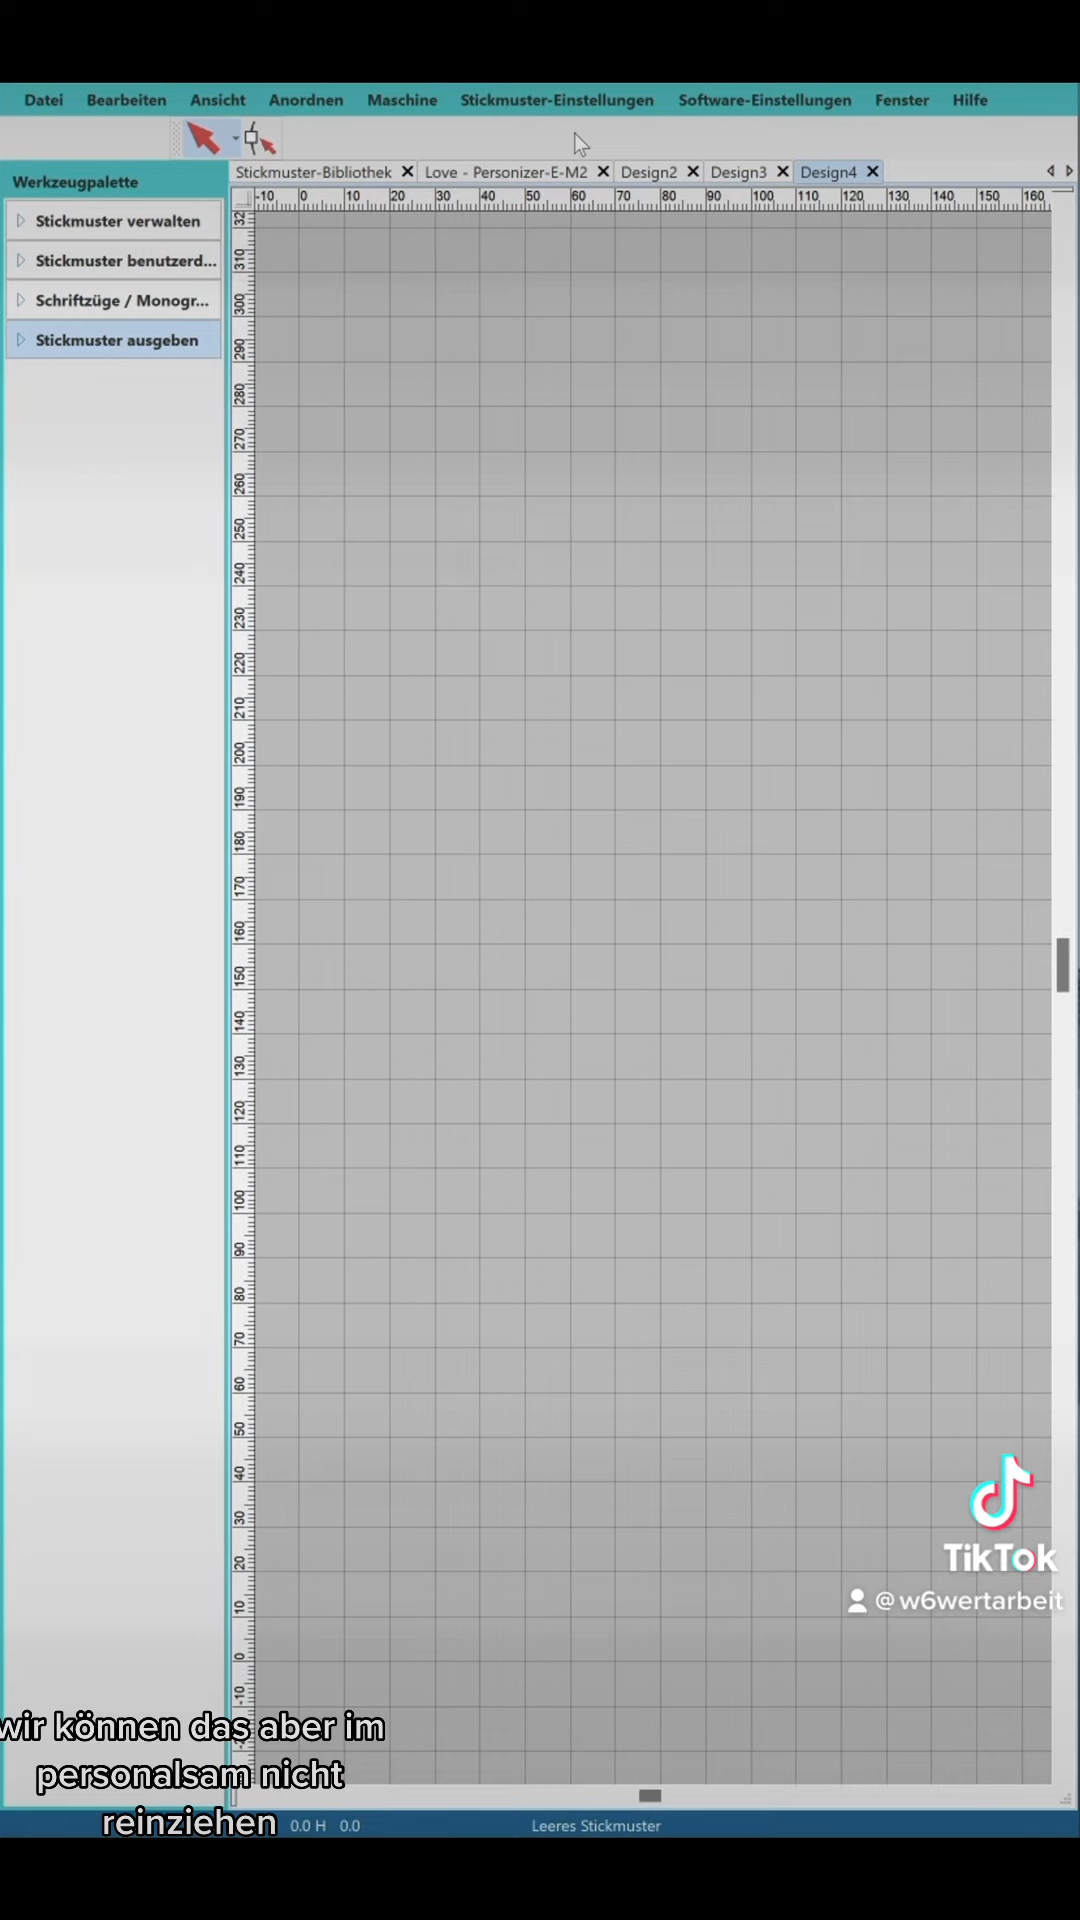 Datei Bearbeiten Ansicht Anordnen Maschine Stickmuster-Einstellungen Software-Einstellungen Fenster Hilfe
Werkzeugpalette
Stickmuster verwalten
Stickmuster benutzerd...
Schriftzüge / Monogr...
Stickmuster ausgeben
Stickmuster-Bibliothek Love - Personizer-E-M2 Design2 Design3 Design4
-10 0 10 20 30 40 50 60 70 80 90 100 110 120 130 140 150 160
32
310
300
290
280
270
260
250
240
230
220
210
200
190
180
170
160
150
140
130
120
110
100
90
80
70
60
50
40
30
20
10
0
-10
TikTok
@w6wertarbeit
wir können das aber im
personalsam nicht
reinziehen
0.0 H 0.0 Leeres Stickmuster